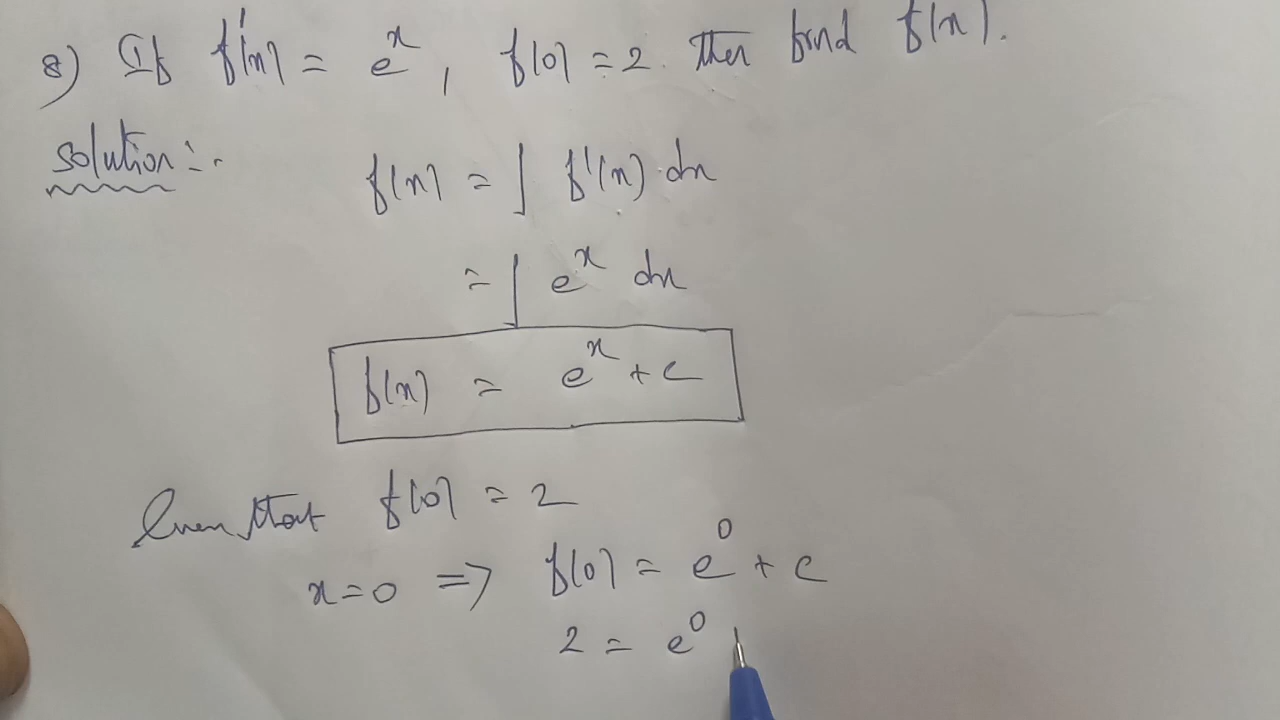 8) If f'(x) = e^x, f(0) = 2. then find f(x).
solution:-
f(x) = ∫ f'(x) dx
= ∫ e^x dx
f(x) = e^x + c
Given that f(0) = 2
x=0 => f(0) = e^0 + c
2 = e^0